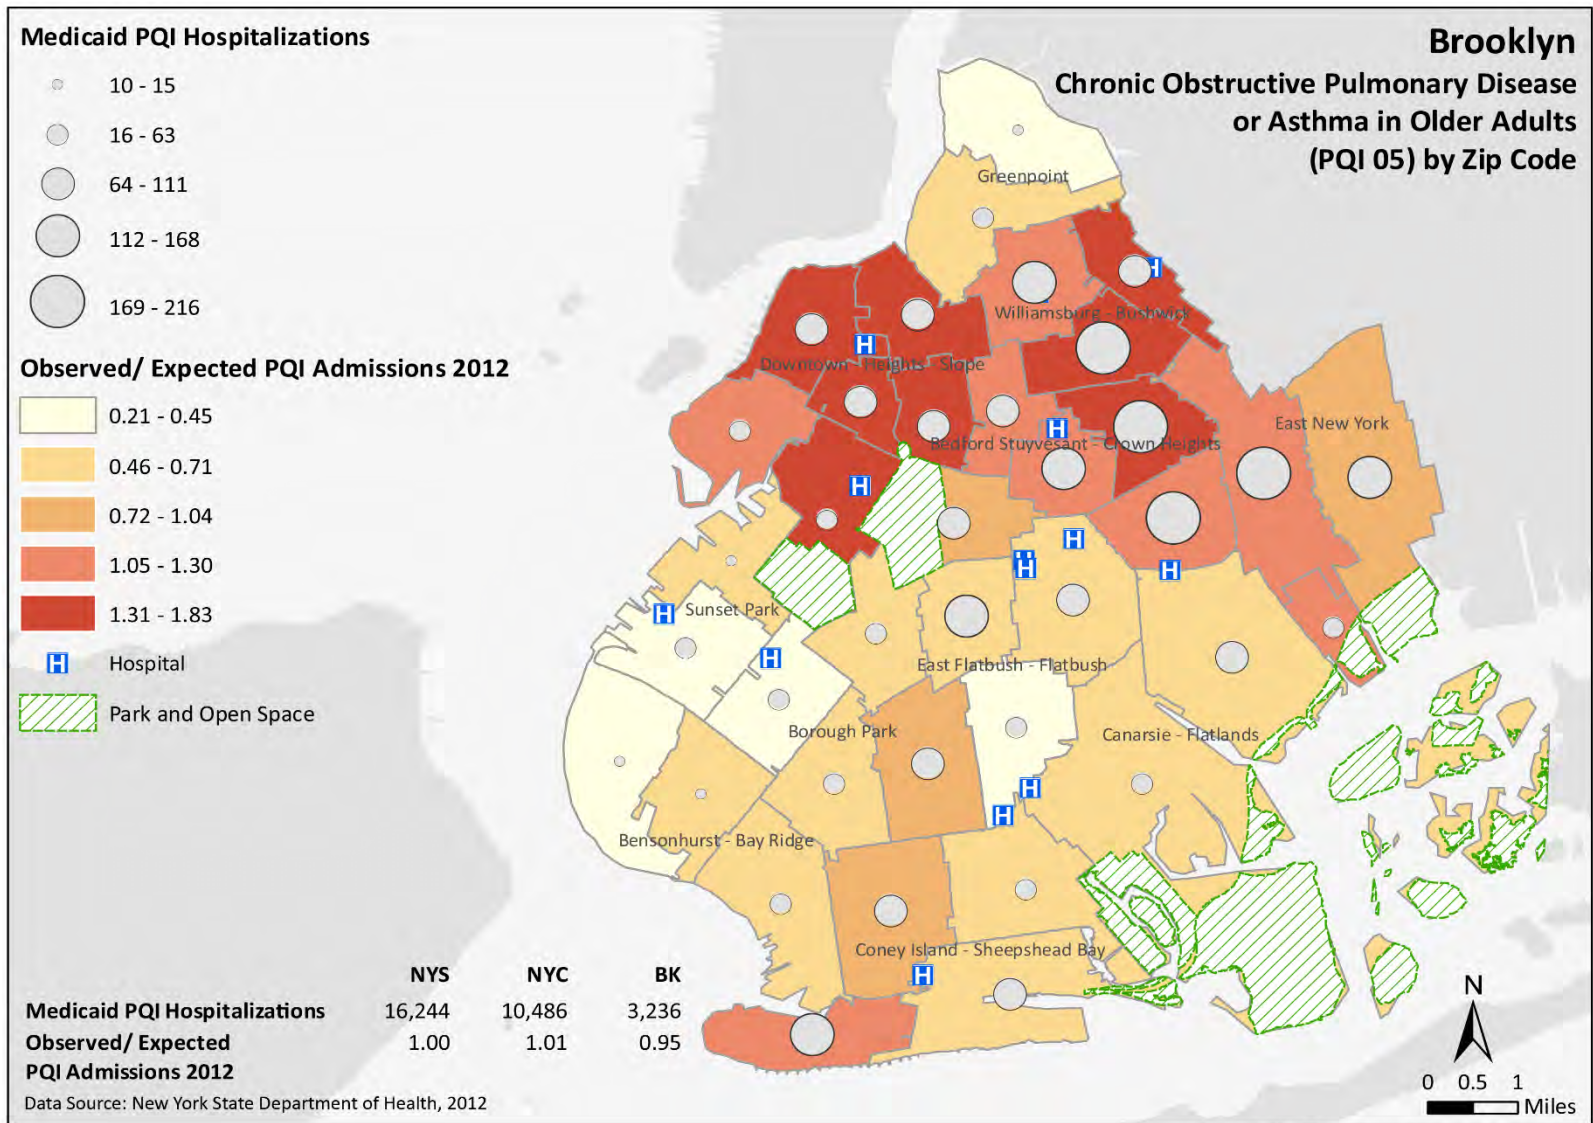 Brooklyn
Chronic Obstructive Pulmonary Disease
or Asthma in Older Adults
(PQI 05) by Zip Code
Medicaid PQI Hospitalizations
10 - 15
16 - 63
64 - 111
112 - 168
169 - 216
Observed/ Expected PQI Admissions 2012
0.21 - 0.45
0.46 - 0.71
0.72 - 1.04
1.05 - 1.30
1.31 - 1.83
H Hospital
Park and Open Space
Greenpoint
H
Williamsburg - Bushwick
H
Downtown - Heights - Slope
East New York
H
Bedford Stuyvesant - Crown Heights
H
H
H
H
H
H
Sunset Park
H
East Flatbush - Flatbush
Borough Park
Canarsie - Flatlands
H
H
Bensonhurst - Bay Ridge
Coney Island - Sheepshead Bay
H
NYS NYC BK
Medicaid PQI Hospitalizations 16,244 10,486 3,236
Observed/ Expected 1.00 1.01 0.95
PQI Admissions 2012
Data Source: New York State Department of Health, 2012
N
0 0.5 1
Miles